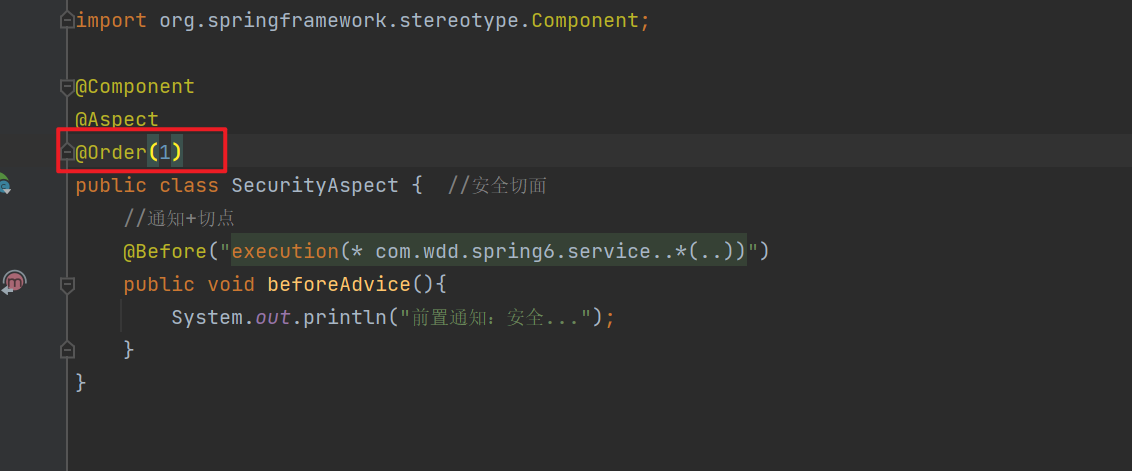 import org.springframework.stereotype.Component;
@Component
@Aspect
@Order(1)
public class SecurityAspect {  //安全切面
//通知+切点
@Before("execution(* com.wdd.spring6.service..*(..))")
public void beforeAdvice(){
System.out.println("前置通知：安全...");
}
}